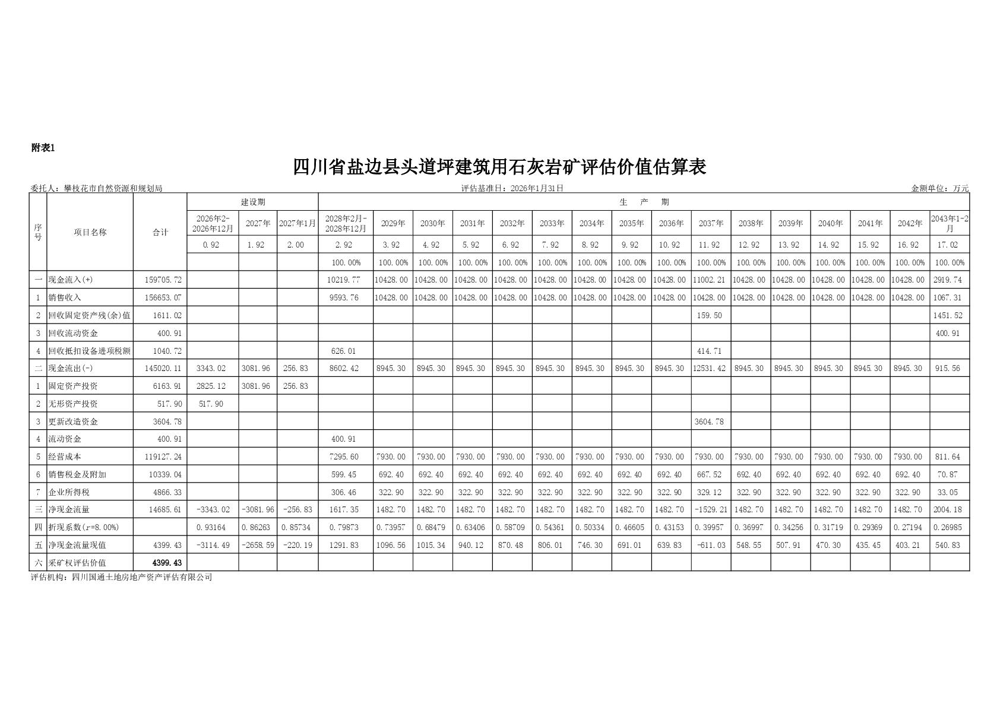 附表1
四川省盐边县头道坪建筑用石灰岩矿评估价值估算表
委托人：攀枝花市自然资源和规划局 评估基准日：2026年1月31日 金额单位：万元
序号 项目名称 合计 建设期 生 产 期
2026年2-2026年12月 2027年 2027年1月 2028年2月-2028年12月 2029年 2030年 2031年 2032年 2033年 2034年 2035年 2036年 2037年 2038年 2039年 2040年 2041年 2042年 2043年1-2月
0.92 1.92 2.00 2.92 3.92 4.92 5.92 6.92 7.92 8.92 9.92 10.92 11.92 12.92 13.92 14.92 15.92 16.92 17.02
100.00% 100.00% 100.00% 100.00% 100.00% 100.00% 100.00% 100.00% 100.00% 100.00% 100.00% 100.00% 100.00% 100.00% 100.00% 100.00%
一 现金流入(+) 159705.72 10219.77 10428.00 10428.00 10428.00 10428.00 10428.00 10428.00 10428.00 10428.00 11002.21 10428.00 10428.00 10428.00 10428.00 10428.00 2919.74
1 销售收入 156653.07 9593.76 10428.00 10428.00 10428.00 10428.00 10428.00 10428.00 10428.00 10428.00 10428.00 10428.00 10428.00 10428.00 10428.00 10428.00 1067.31
2 回收固定资产残(余)值 1611.02 159.50 1451.52
3 回收流动资金 400.91 400.91
4 回收抵扣设备进项税额 1040.72 626.01 414.71
二 现金流出(-) 145020.11 3343.02 3081.96 256.83 8602.42 8945.30 8945.30 8945.30 8945.30 8945.30 8945.30 8945.30 8945.30 12531.42 8945.30 8945.30 8945.30 8945.30 8945.30 915.56
1 固定资产投资 6163.91 2825.12 3081.96 256.83
2 无形资产投资 517.90 517.90
3 更新改造资金 3604.78 3604.78
4 流动资金 400.91 400.91
5 经营成本 119127.24 7295.60 7930.00 7930.00 7930.00 7930.00 7930.00 7930.00 7930.00 7930.00 7930.00 7930.00 7930.00 7930.00 7930.00 7930.00 811.64
6 销售税金及附加 10339.04 599.45 692.40 692.40 692.40 692.40 692.40 692.40 692.40 692.40 667.52 692.40 692.40 692.40 692.40 692.40 70.87
7 企业所得税 4866.33 306.46 322.90 322.90 322.90 322.90 322.90 322.90 322.90 322.90 329.12 322.90 322.90 322.90 322.90 322.90 33.05
三 净现金流量 14685.61 -3343.02 -3081.96 -256.83 1617.35 1482.70 1482.70 1482.70 1482.70 1482.70 1482.70 1482.70 1482.70 -1529.21 1482.70 1482.70 1482.70 1482.70 1482.70 2004.18
四 折现系数(r=8.00%) 0.93164 0.86263 0.85734 0.79873 0.73957 0.68479 0.63406 0.58709 0.54361 0.50334 0.46605 0.43153 0.39957 0.36997 0.34256 0.31719 0.29369 0.27194 0.26985
五 净现金流量现值 4399.43 -3114.49 -2658.59 -220.19 1291.83 1096.56 1015.34 940.12 870.48 806.01 746.30 691.01 639.83 -611.03 548.55 507.91 470.30 435.45 403.21 540.83
六 采矿权评估价值 4399.43
评估机构：四川国通土地房地产资产评估有限公司